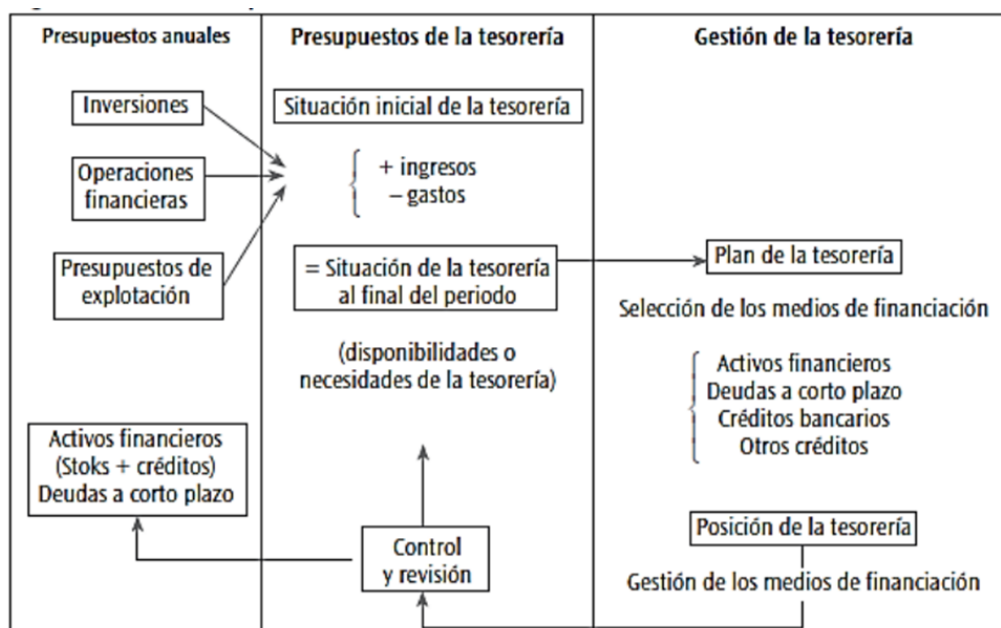 Presupuestos anuales
Inversiones
Operaciones
financieras
Presupuestos de
explotación
Activos financieros
(Stoks + créditos)
Deudas a corto plazo
Presupuestos de la tesorería
Situación inicial de la tesorería
+ ingresos
– gastos
= Situación de la tesorería
al final del periodo
(disponibilidades o
necesidades de la tesorería)
Control
y revisión
Gestión de la tesorería
Plan de la tesorería
Selección de los medios de financiación
Activos financieros
Deudas a corto plazo
Créditos bancarios
Otros créditos
Posición de la tesorería
Gestión de los medios de financiación